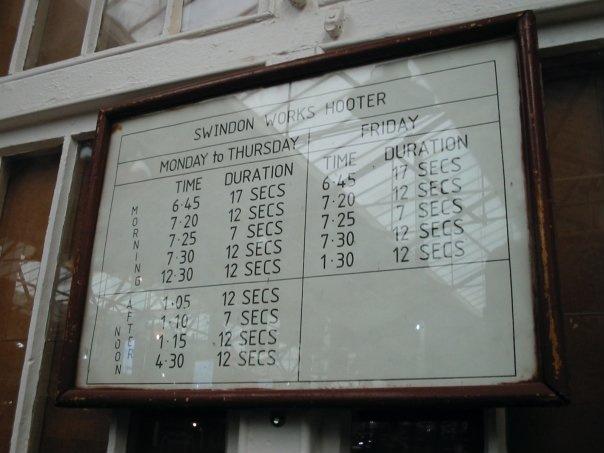 SWINDON WORKS HOOTER
MONDAY to THURSDAY FRIDAY
TIME DURATION TIME DURATION
MORNING
6·45 17 SECS 6·45 17 SECS
7·20 12 SECS 7·20 12 SECS
7·25 7 SECS 7·25 7 SECS
7·30 12 SECS 7·30 12 SECS
12·30 12 SECS 1·30 12 SECS
AFTER NOON
1·05 12 SECS
1·10 7 SECS
1·15 12 SECS
4·30 12 SECS